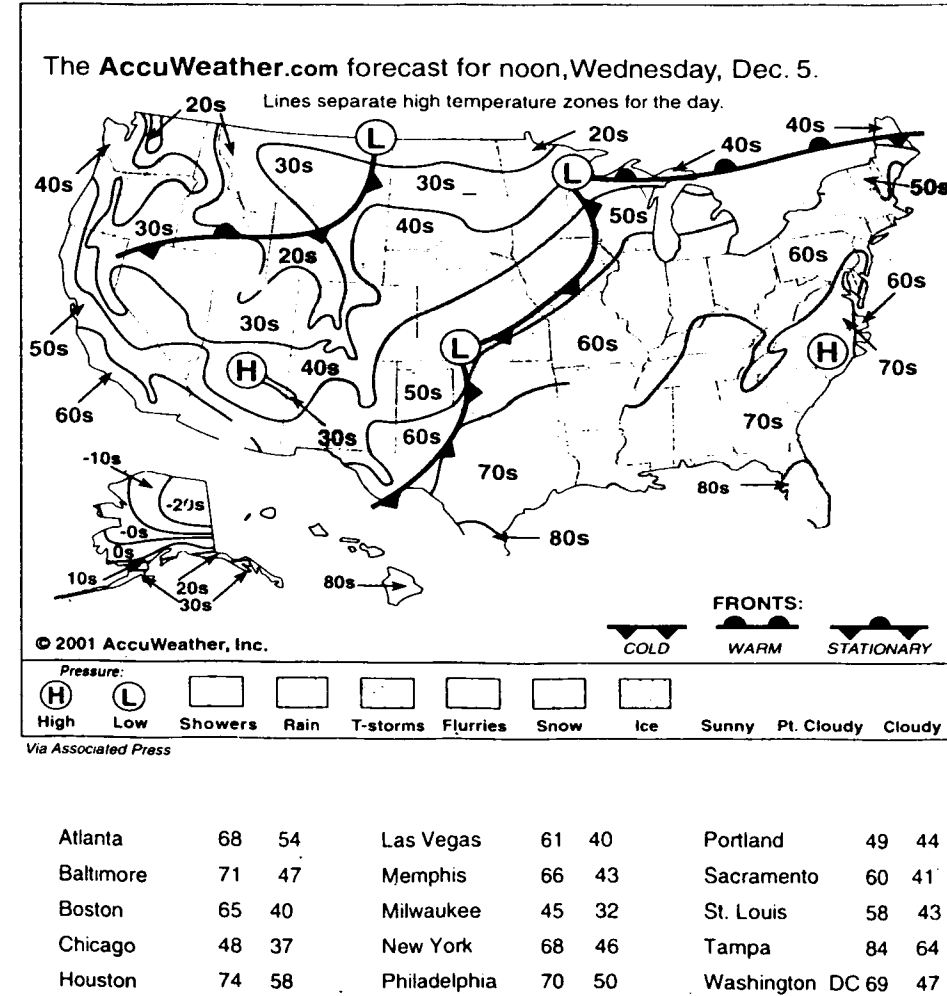 The AccuWeather.com forecast for noon, Wednesday, Dec. 5.
Lines separate high temperature zones for the day.
20s
40s
30s
30s
20s
30s
50s
60s
H
L
30s
40s
40s
30s
20s
L
40s
40s
50s
50s
60s
60s
H
70s
60s
70s
80s
L
50s
60s
70s
80s
-10s
-20s
-0s
0s
10s
20s
30s
80s
© 2001 AccuWeather, Inc.
FRONTS:
COLD WARM STATIONARY
Pressure:
H L
High Low Showers Rain T-storms Flurries Snow Ice Sunny Pt. Cloudy Cloudy
Via Associated Press
Atlanta 68 54 Las Vegas 61 40 Portland 49 44
Baltimore 71 47 Memphis 66 43 Sacramento 60 41
Boston 65 40 Milwaukee 45 32 St. Louis 58 43
Chicago 48 37 New York 68 46 Tampa 84 64
Houston 74 58 Philadelphia 70 50 Washington DC 69 47